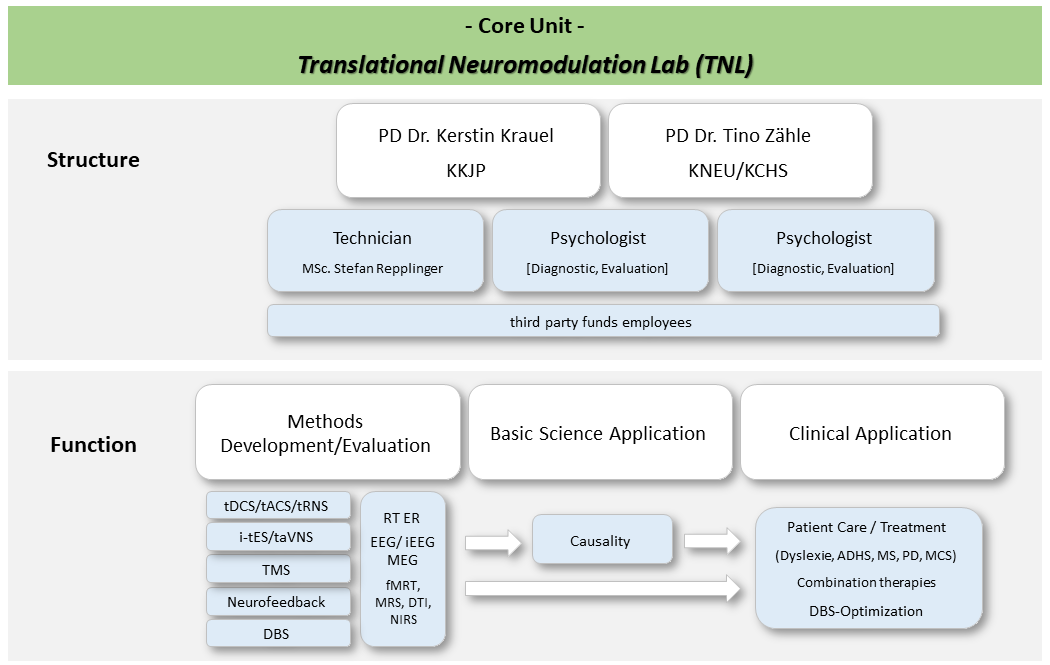 - Core Unit -
Translational Neuromodulation Lab (TNL)
Structure
PD Dr. Kerstin Krauel
KKJP
PD Dr. Tino Zähle
KNEU/KCHS
Technician
MSc. Stefan Repplinger
Psychologist
[Diagnostic, Evaluation]
Psychologist
[Diagnostic, Evaluation]
third party funds employees
Function
Methods
Development/Evaluation
Basic Science Application
Clinical Application
tDCS/tACS/tRNS
i-tES/taVNS
TMS
Neurofeedback
DBS
RT ER
EEG/ iEEG
MEG
fMRT,
MRS, DTI,
NIRS
Causality
Patient Care / Treatment
(Dyslexie, ADHS, MS, PD, MCS)
Combination therapies
DBS-Optimization